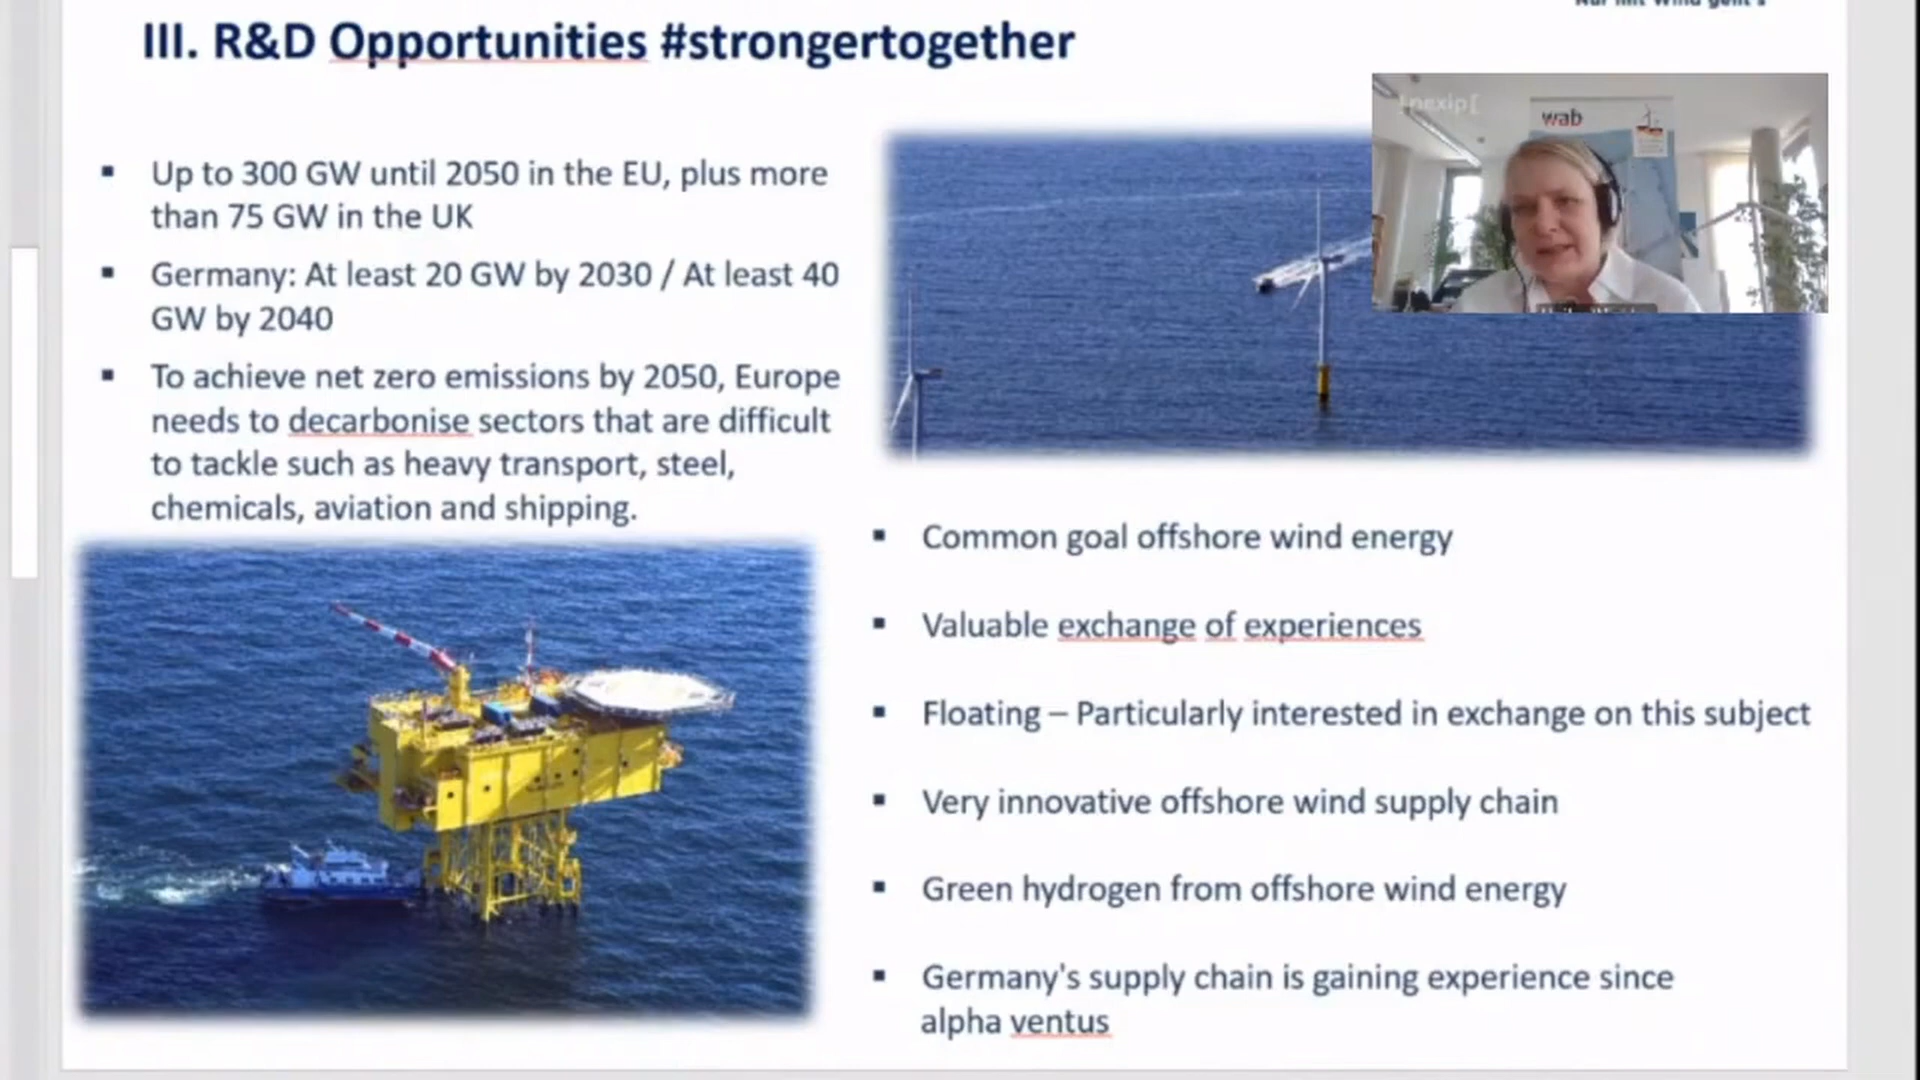 III. R&D Opportunities #strongertogether
]pexip[
wab
Up to 300 GW until 2050 in the EU, plus more
than 75 GW in the UK
Germany: At least 20 GW by 2030 / At least 40
GW by 2040
To achieve net zero emissions by 2050, Europe
needs to decarbonise sectors that are difficult
to tackle such as heavy transport, steel,
chemicals, aviation and shipping.
Common goal offshore wind energy
Valuable exchange of experiences
Floating – Particularly interested in exchange on this subject
Very innovative offshore wind supply chain
Green hydrogen from offshore wind energy
Germany's supply chain is gaining experience since
alpha ventus